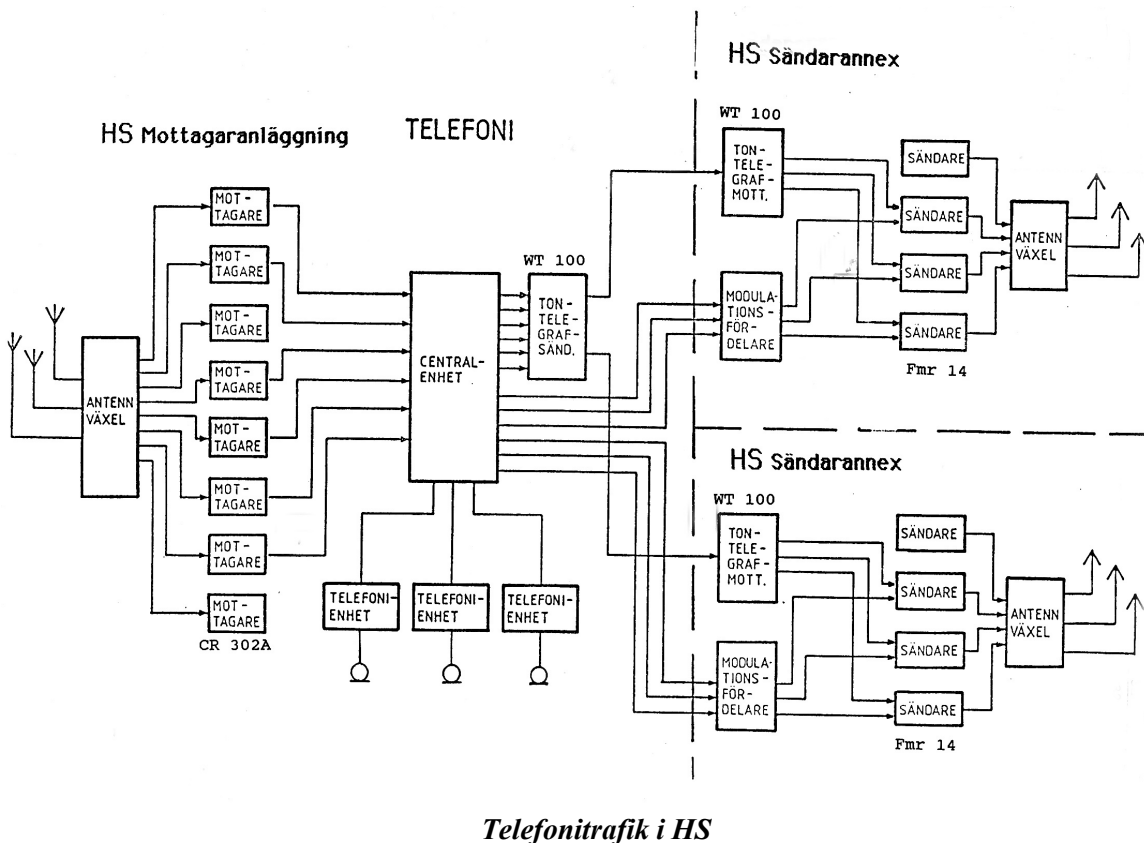 HS Mottagaranläggning
TELEFONI
ANTENN
VÄXEL
MOT-
TAGARE
MOT-
TAGARE
MOT-
TAGARE
MOT-
TAGARE
MOT-
TAGARE
MOT-
TAGARE
MOT-
TAGARE
MOT-
TAGARE
CR 302A
CENTRAL-
ENHET
WT 100
TON-
TELE-
GRAF-
SÄND.
TELEFONI-
ENHET
TELEFONI-
ENHET
TELEFONI-
ENHET
HS Sändarannex
WT 100
TON-
TELE-
GRAF-
MOTT.
MODULA-
TIONS-
FÖR-
DELARE
SÄNDARE
SÄNDARE
SÄNDARE
SÄNDARE
Fmr 14
ANTENN
VÄXEL
HS Sändarannex
WT 100
TON-
TELE-
GRAF-
MOTT.
MODULA-
TIONS-
FÖR-
DELARE
SÄNDARE
SÄNDARE
SÄNDARE
SÄNDARE
Fmr 14
ANTENN
VÄXEL
Telefonitrafik i HS